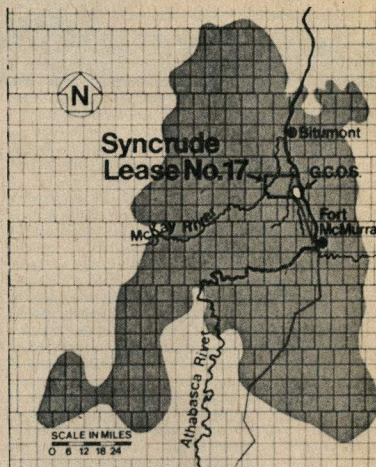 N
Bitumont
Syncrude
Lease No.17
G.C.O.S.
Fort
McMurra
McKay River
Athabasca River
SCALE IN MILES
0 6 12 18 24